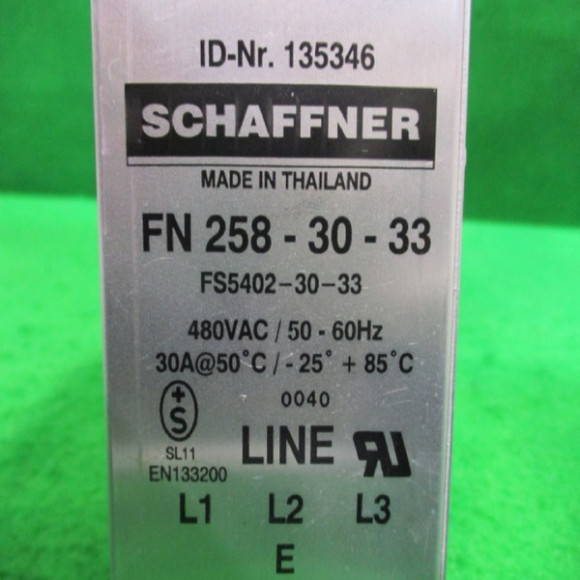 ID-Nr. 135346
SCHAFFNER
MADE IN THAILAND
FN 258 - 30 - 33
FS5402-30-33
480VAC / 50 - 60Hz
30A@50°C / - 25° + 85°C
0040
+S
SL11
EN133200
LINE
RU
L1 L2 L3
E